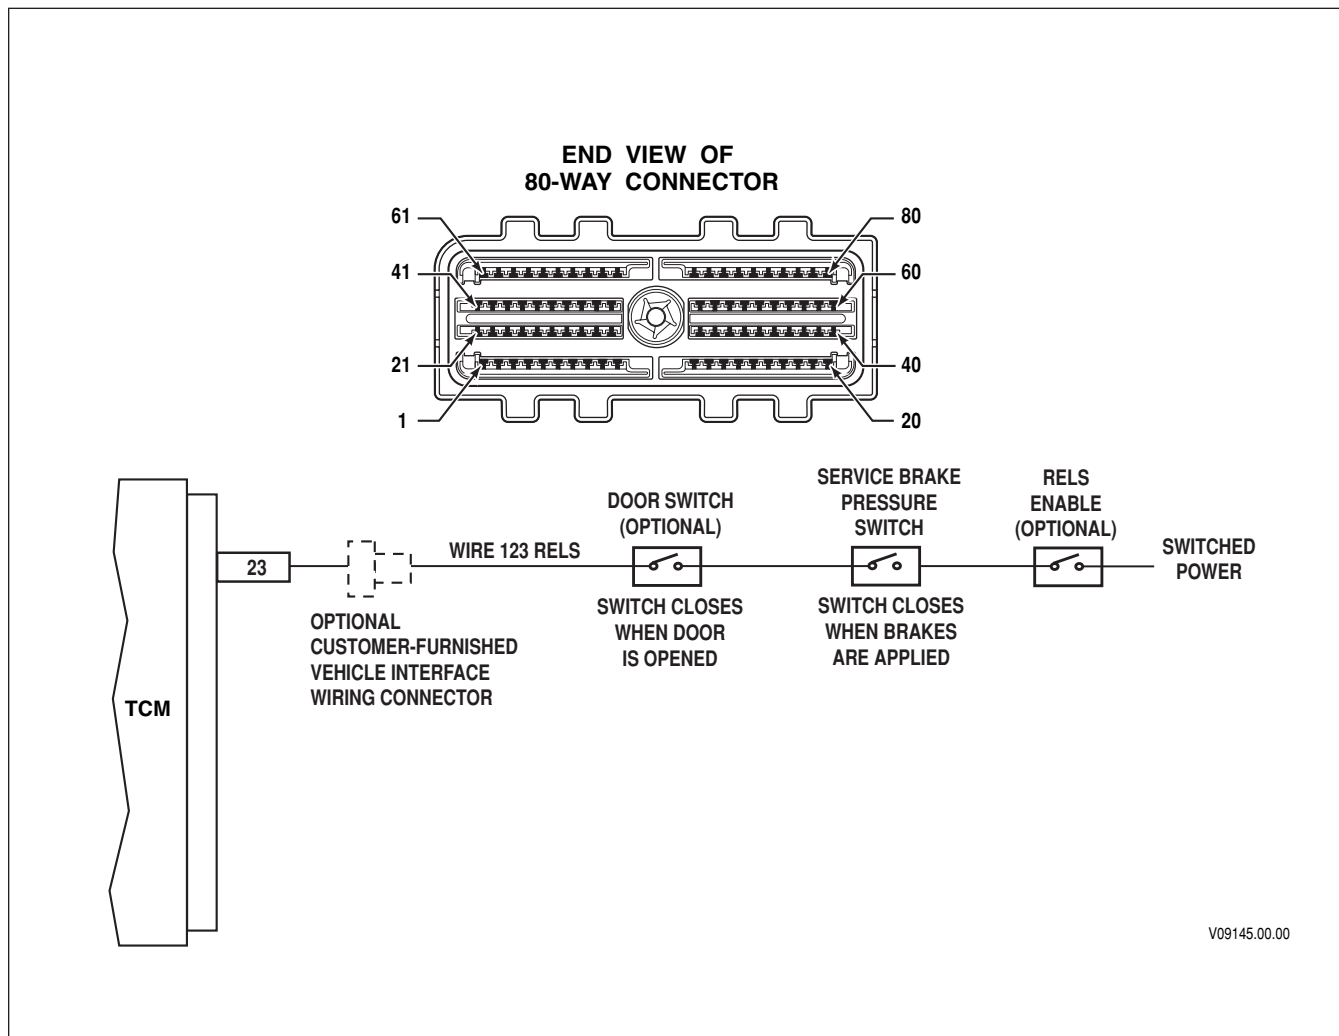 END VIEW OF
80-WAY CONNECTOR
61
80
41
60
21
40
1
20
SERVICE BRAKE
PRESSURE
SWITCH
RELS
ENABLE
(OPTIONAL)
DOOR SWITCH
(OPTIONAL)
WIRE 123 RELS
SWITCHED
POWER
23
SWITCH CLOSES
WHEN DOOR
IS OPENED
SWITCH CLOSES
WHEN BRAKES
ARE APPLIED
OPTIONAL
CUSTOMER-FURNISHED
VEHICLE INTERFACE
WIRING CONNECTOR
TCM
V09145.00.00